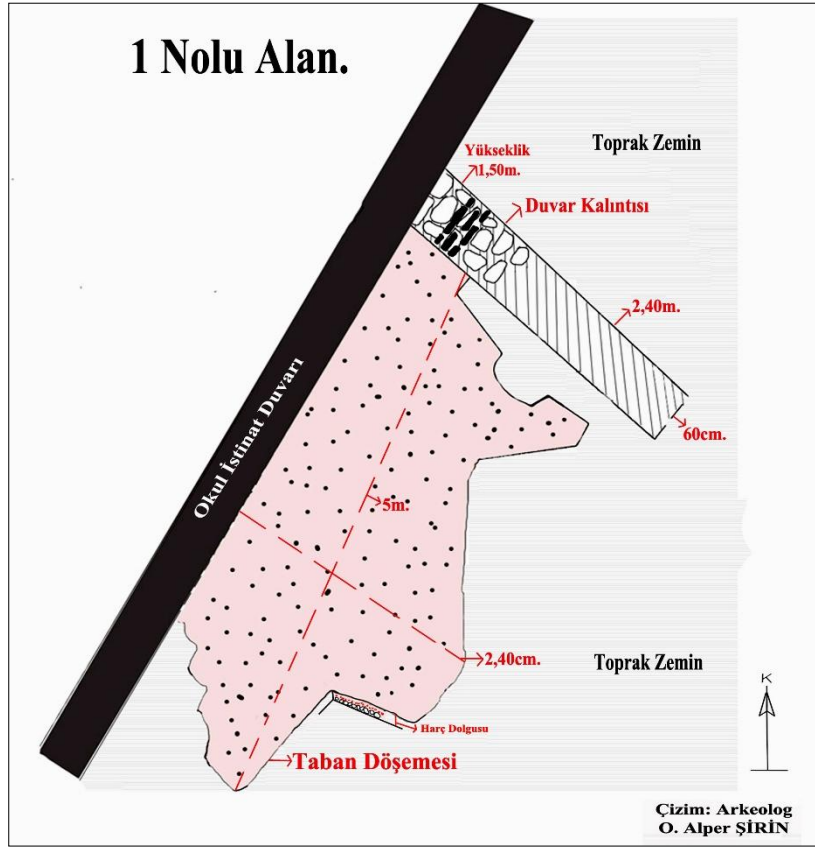 1 Nolu Alan.
Toprak Zemin
Yükseklik
1,50m.
Duvar Kalıntısı
2,40m.
60cm.
Okul İstinat Duvarı
5m.
2,40cm.
Toprak Zemin
K
Harç Dolgusu
Taban Döşemesi
Çizim: Arkeolog
O. Alper ŞİRİN